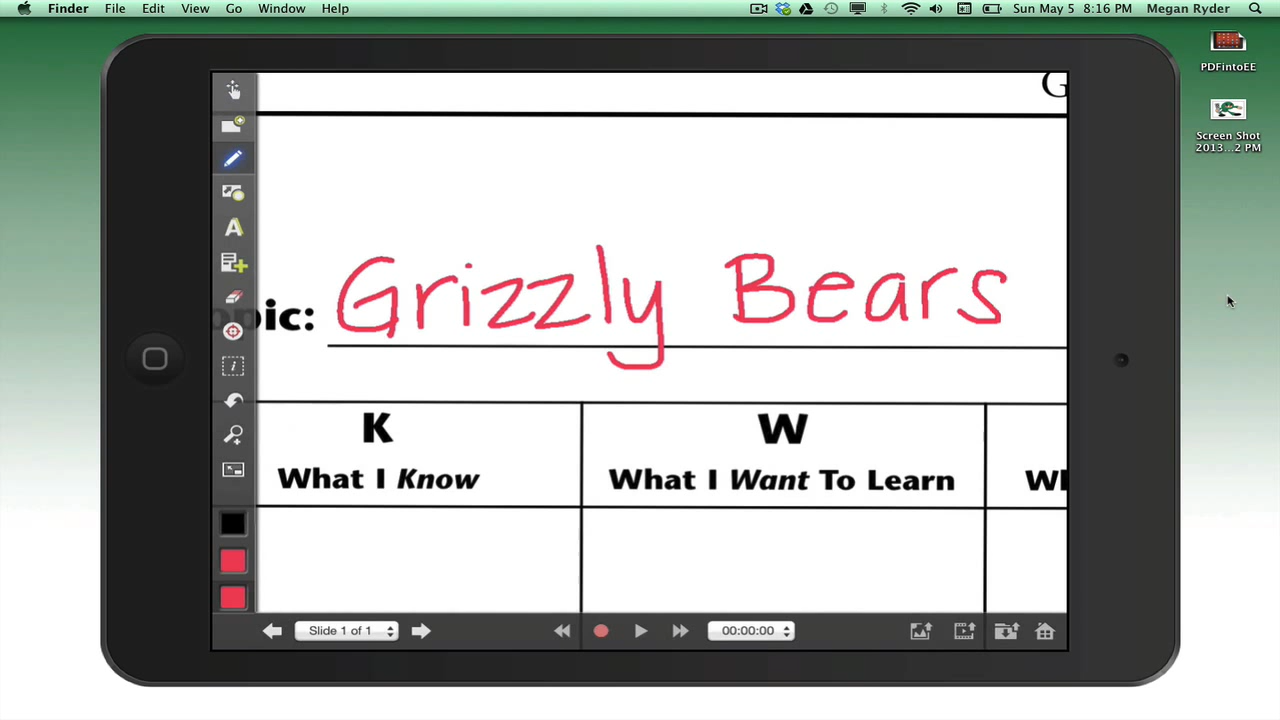 Finder File Edit View Go Window Help Sun May 5 8:16 PM Megan Ryder
PDFintoEE
Screen Shot
2013...2 PM
G
A
opic: Grizzly Bears
K W
What I Know What I Want To Learn Wh
i
Slide 1 of 1 00:00:00